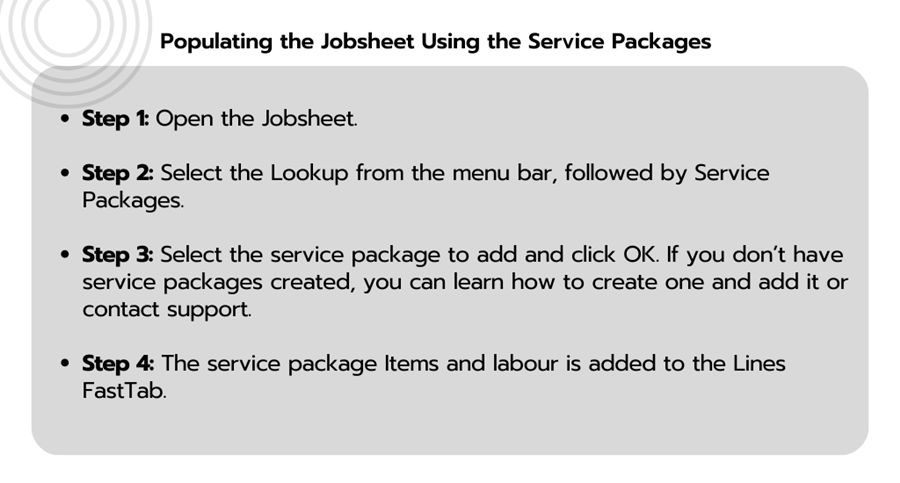 Populating the Jobsheet Using the Service Packages
• Step 1: Open the Jobsheet.
• Step 2: Select the Lookup from the menu bar, followed by Service
Packages.
• Step 3: Select the service package to add and click OK. If you don’t have
service packages created, you can learn how to create one and add it or
contact support.
• Step 4: The service package Items and labour is added to the Lines
FastTab.